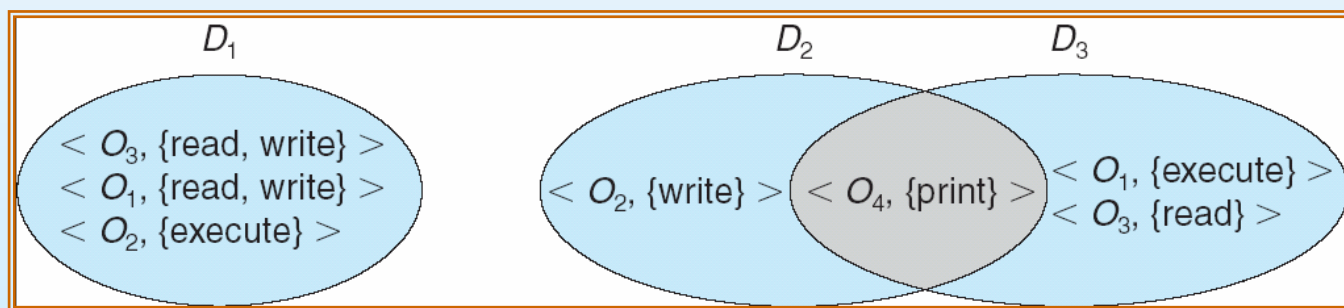 D₁
D₂
D₃
< O₃, {read, write} >
< O₁, {read, write} >
< O₂, {execute} >
< O₂, {write} >
< O₄, {print} >
< O₁, {execute} >
< O₃, {read} >